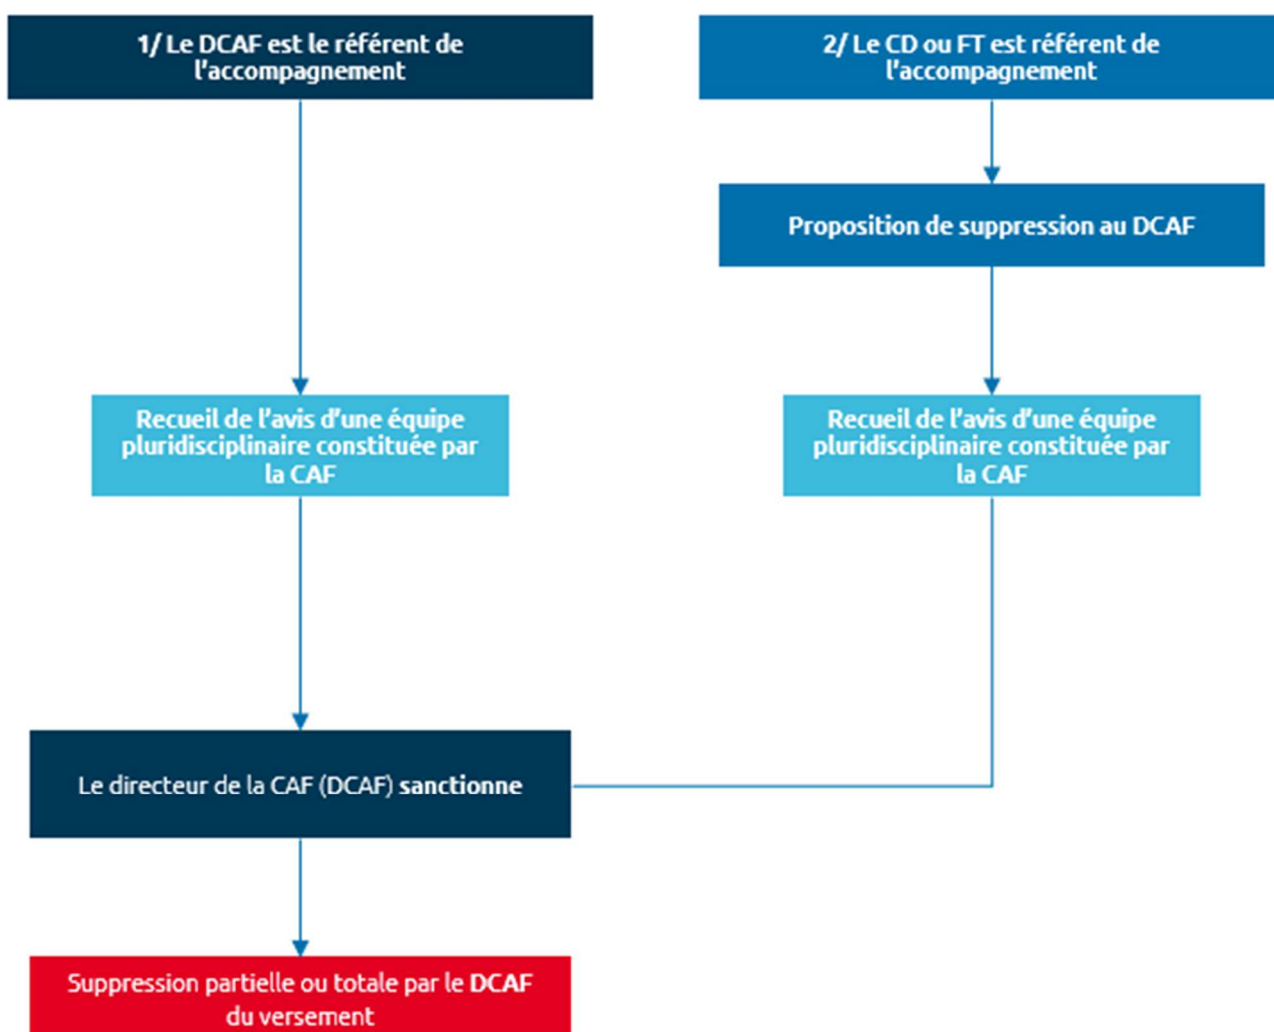 1/ Le DCAF est le référent de
l'accompagnement
2/ Le CD ou FT est référent de
l'accompagnement
Proposition de suppression au DCAF
Recueil de l'avis d'une équipe
pluridisciplinaire constituée par
la CAF
Recueil de l'avis d'une équipe
pluridisciplinaire constituée par
la CAF
Le directeur de la CAF (DCAF) sanctionne
Suppression partielle ou totale par le DCAF
du versement